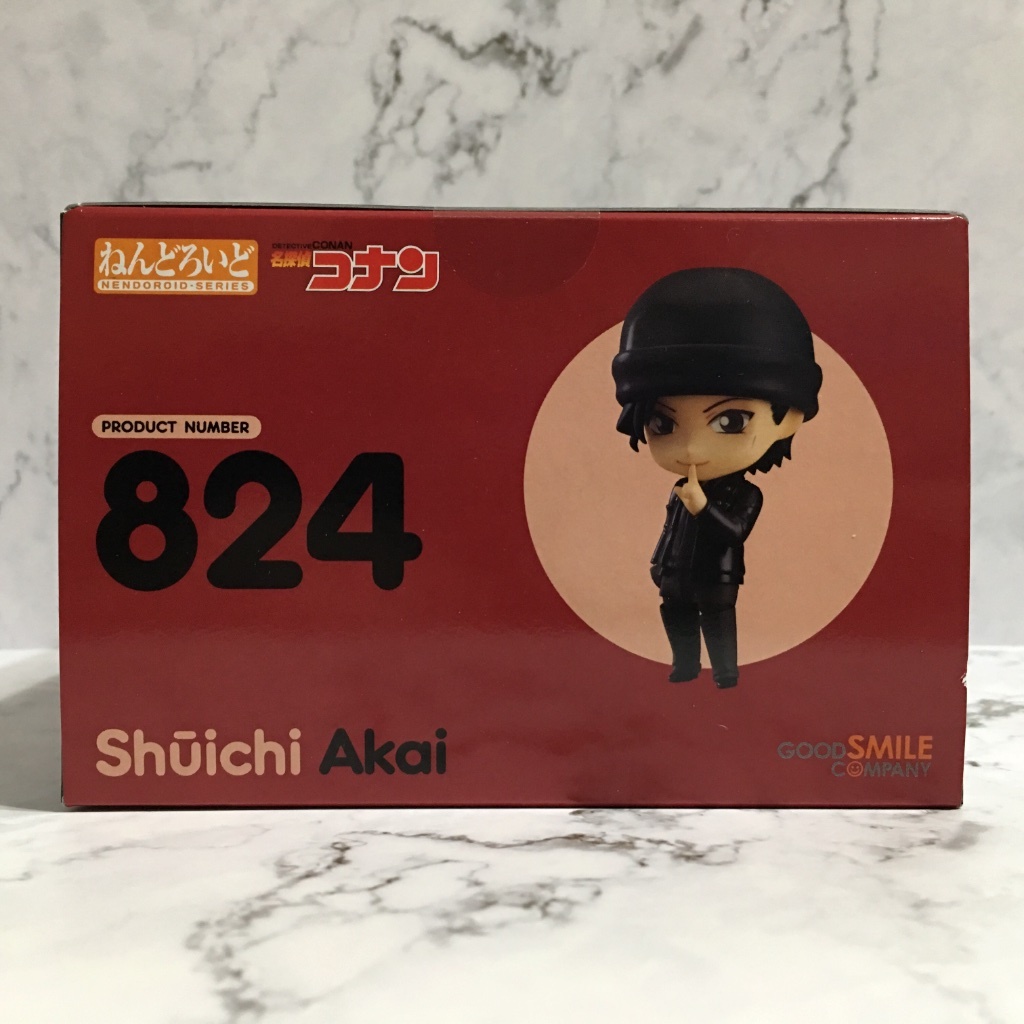 ねんどろいど
NENDOROID·SERIES
DETECTIVE CONAN
名探偵
コナン
PRODUCT NUMBER
824
Shūichi Akai
GOOD SMILE
COMPANY